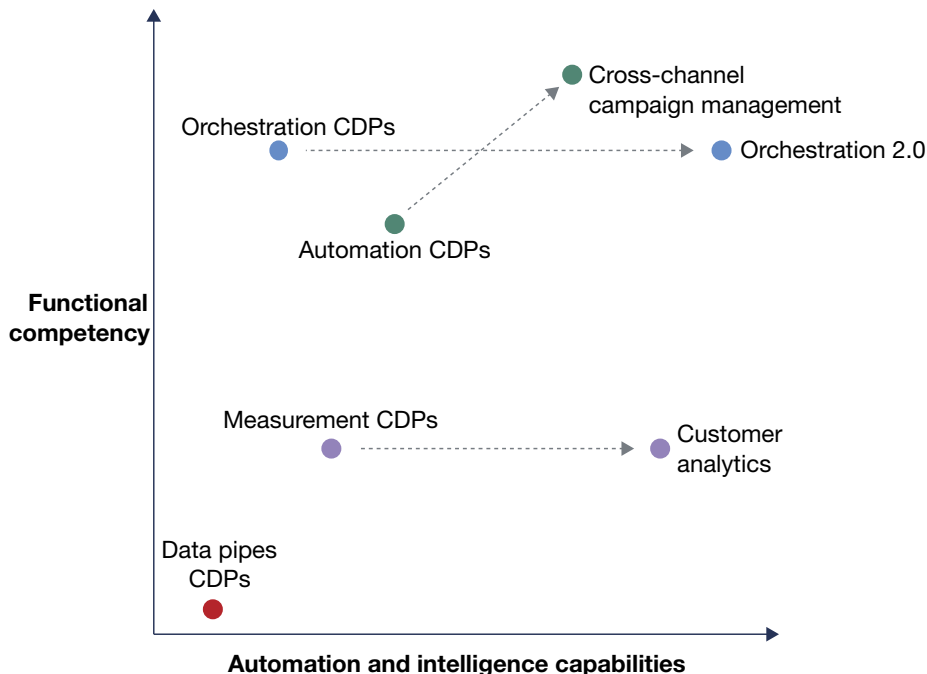 Cross-channel
campaign management
Orchestration CDPs
Orchestration 2.0
Automation CDPs
Functional
competency
Measurement CDPs
Customer
analytics
Data pipes
CDPs
Automation and intelligence capabilities